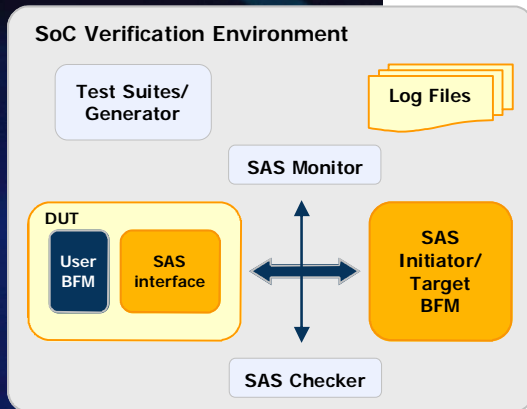 SoC Verification Environment
Test Suites/
Generator
Log Files
SAS Monitor
DUT
User
BFM
SAS
interface
SAS
Initiator/
Target
BFM
SAS Checker